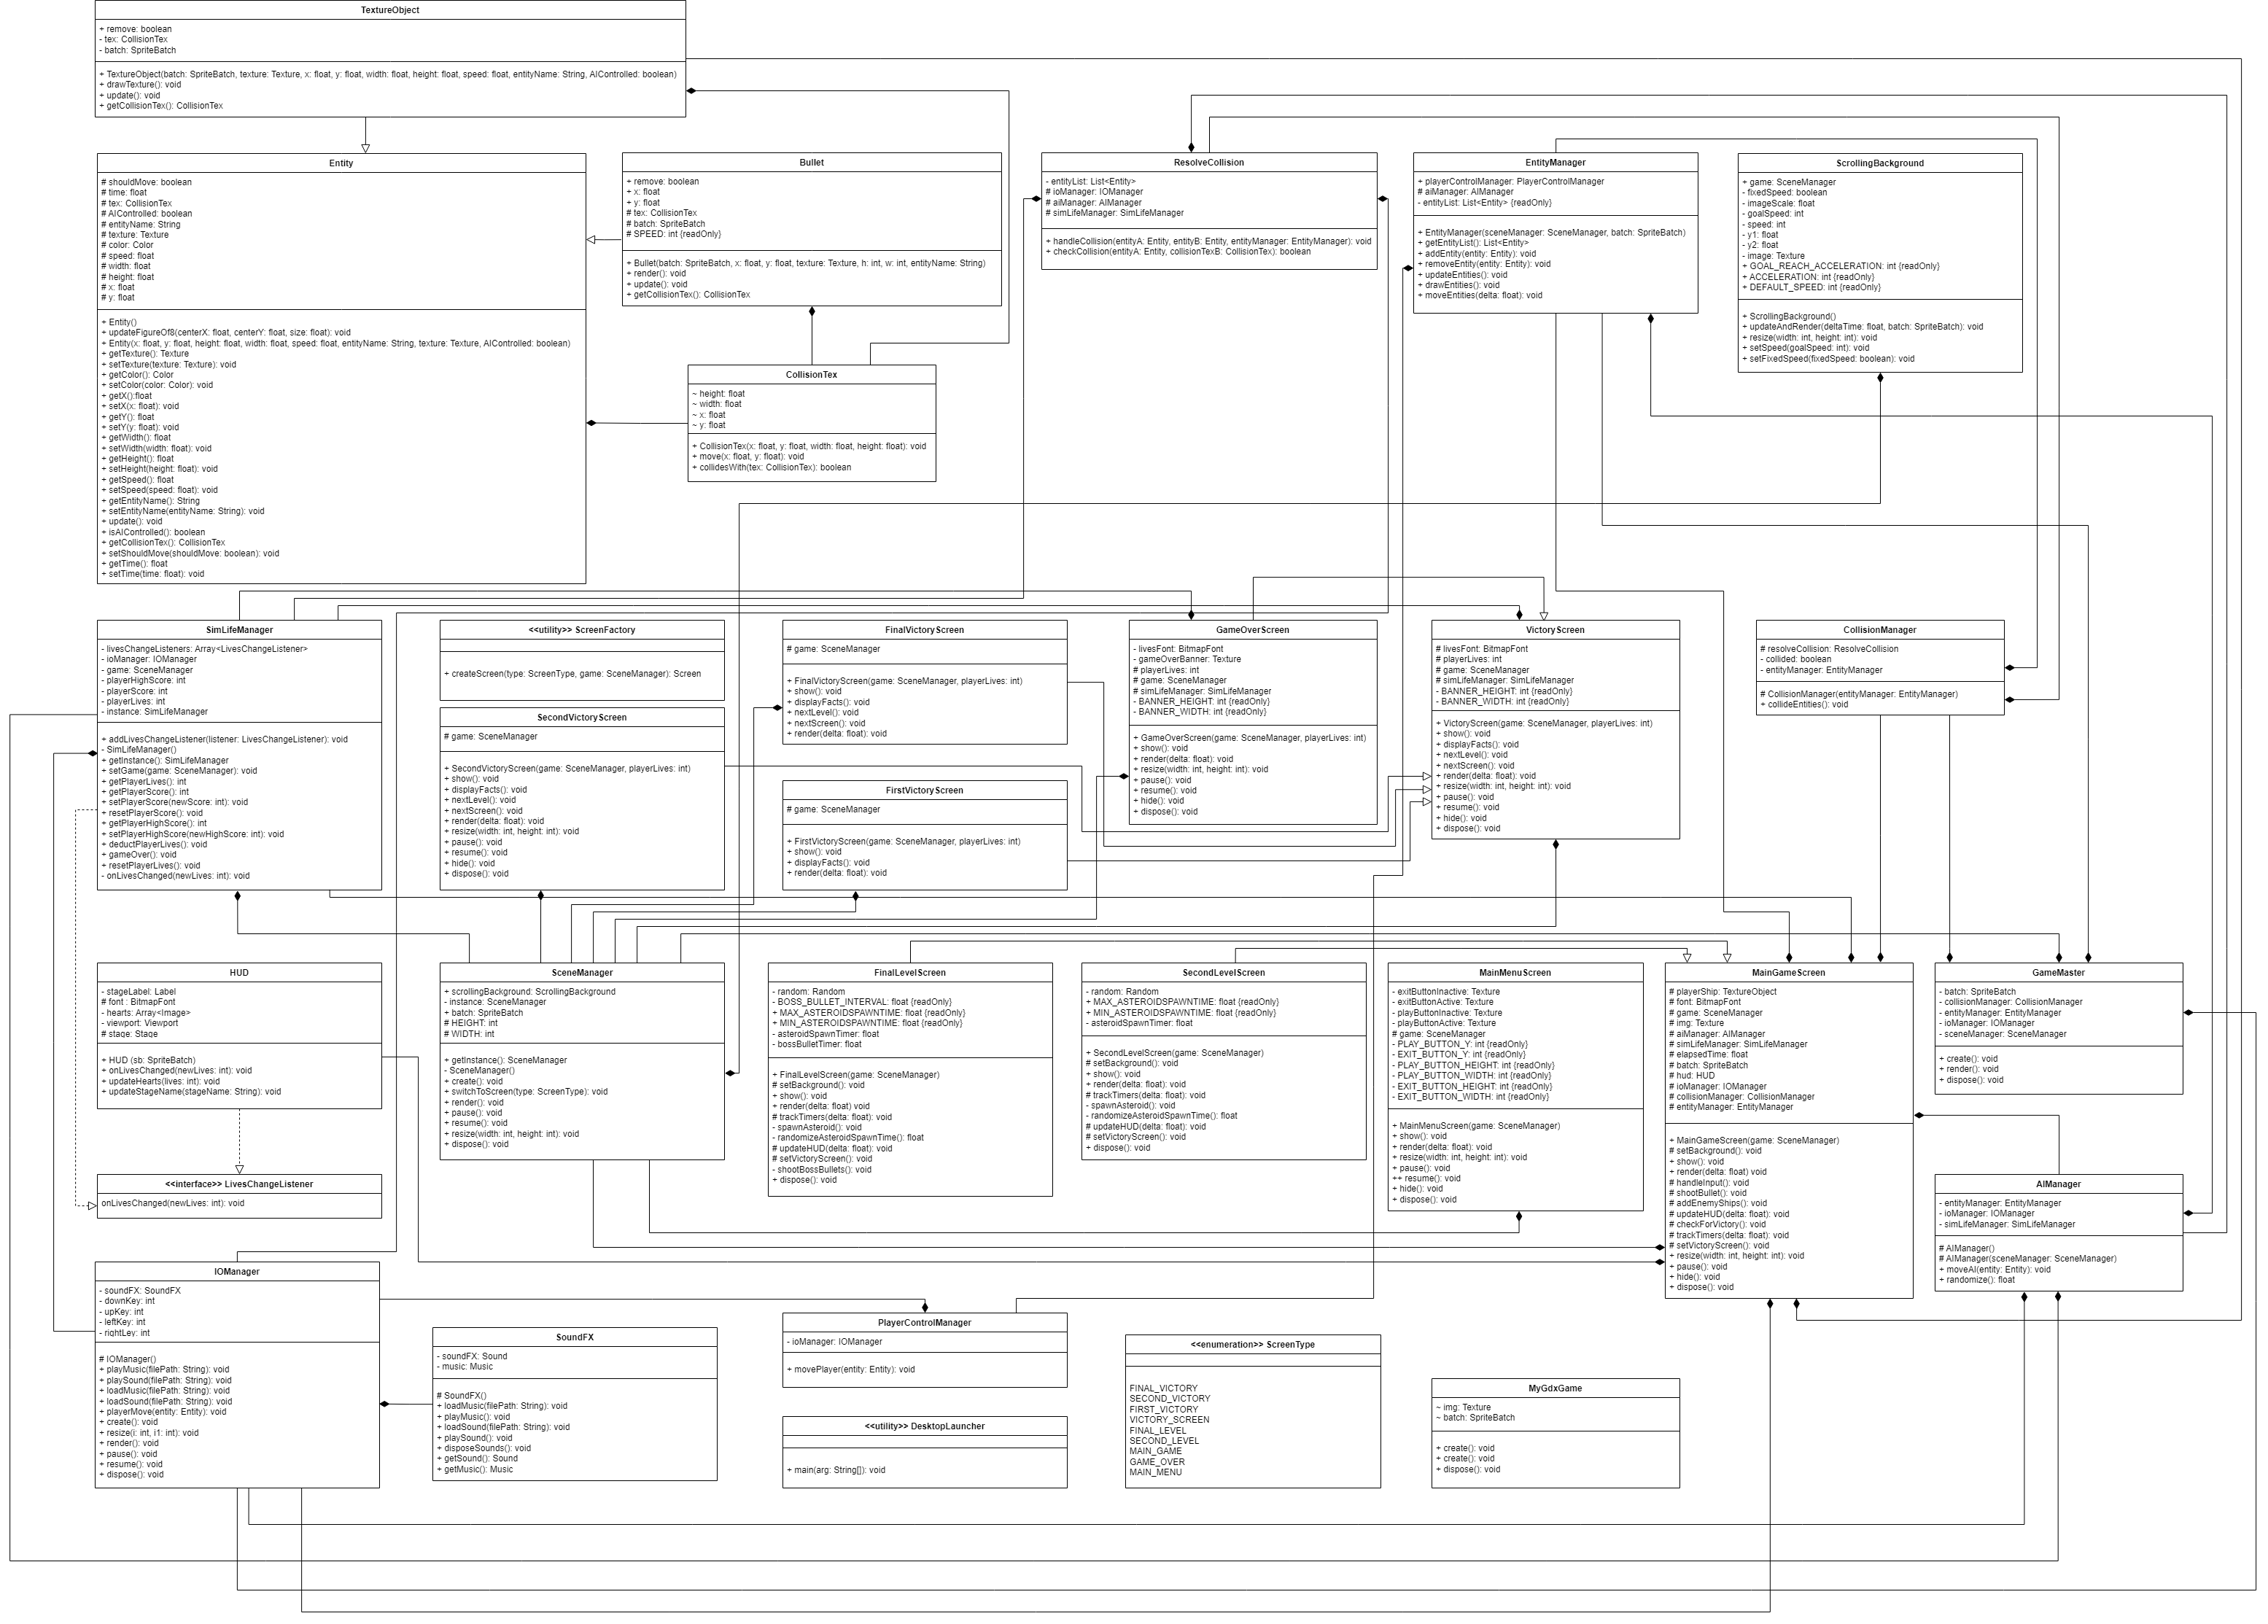 TextureObject
+ remove: boolean
- tex: CollisionTex
- batch: SpriteBatch
+ TextureObject(batch: SpriteBatch, texture: Texture, x: float, y: float, width: float, height: float, speed: float, entityName: String, AIControlled: boolean)
+ drawTexture(): void
+ update(): void
+ getCollisionTex(): CollisionTex
Entity
# shouldMove: boolean
# time: float
# tex: CollisionTex
# AIControlled: boolean
# entityName: String
# texture: Texture
# color: Color
# speed: float
# width: float
# height: float
# x: float
# y: float
+ Entity()
+ updateFigureOf8(centerX: float, centerY: float, size: float): void
+ Entity(x: float, y: float, height: float, width: float, speed: float, entityName: String, texture: Texture, AIControlled: boolean)
+ getTexture(): Texture
+ setTexture(texture: Texture): void
+ getColor(): Color
+ setColor(color: Color): void
+ getX():float
+ setX(x: float): void
+ getY(): float
+ setY(y: float): void
+ getWidth(): float
+ setWidth(width: float): void
+ getHeight(): float
+ setHeight(height: float): void
+ getSpeed(): float
+ setSpeed(speed: float): void
+ getEntityName(): String
+ setEntityName(entityName: String): void
+ update(): void
+ isAIControlled(): boolean
+ getCollisionTex(): CollisionTex
+ setShouldMove(shouldMove: boolean): void
+ getTime(): float
+ setTime(time: float): void
Bullet
+ remove: boolean
+ x: float
+ y: float
# tex: CollisionTex
# batch: SpriteBatch
# SPEED: int {readOnly}
+ Bullet(batch: SpriteBatch, x: float, y: float, texture: Texture, h: int, w: int, entityName: String)
+ render(): void
+ update(): void
+ getCollisionTex(): CollisionTex
CollisionTex
~ height: float
~ width: float
~ x: float
~ y: float
+ CollisionTex(x: float, y: float, width: float, height: float): void
+ move(x: float, y: float): void
+ collidesWith(tex: CollisionTex): boolean
ResolveCollision
- entityList: List<Entity>
# ioManager: IOManager
# aiManager: AIManager
# simLifeManager: SimLifeManager
+ handleCollision(entityA: Entity, entityB: Entity, entityManager: EntityManager): void
+ checkCollision(entityA: Entity, collisionTexB: CollisionTex): boolean
EntityManager
+ playerControlManager: PlayerControlManager
# aiManager: AIManager
- entityList: List<Entity> {readOnly}
+ EntityManager(sceneManager: SceneManager, batch: SpriteBatch)
+ getEntityList(): List<Entity>
+ addEntity(entity: Entity): void
+ removeEntity(entity: Entity): void
+ updateEntities(): void
+ drawEntities(): void
+ moveEntities(delta: float): void
ScrollingBackground
+ game: SceneManager
- fixedSpeed: boolean
- imageScale: float
- goalSpeed: int
- speed: int
- y1: float
- y2: float
- image: Texture
+ GOAL_REACH_ACCELERATION: int {readOnly}
+ ACCELERATION: int {readOnly}
+ DEFAULT_SPEED: int {readOnly}
+ ScrollingBackground()
+ updateAndRender(deltaTime: float, batch: SpriteBatch): void
+ resize(width: int, height: int): void
+ setSpeed(goalSpeed: int): void
+ setFixedSpeed(fixedSpeed: boolean): void
SimLifeManager
- livesChangeListeners: Array<LivesChangeListener>
- ioManager: IOManager
- game: SceneManager
- playerHighScore: int
- playerScore: int
- playerLives: int
- instance: SimLifeManager
+ addLivesChangeListener(listener: LivesChangeListener): void
- SimLifeManager()
+ getInstance(): SimLifeManager
+ setGame(game: SceneManager): void
+ getPlayerLives(): int
+ getPlayerScore(): int
+ setPlayerScore(newScore: int): void
+ resetPlayerScore(): void
+ getPlayerHighScore(): int
+ setPlayerHighScore(newHighScore: int): void
+ deductPlayerLives(): void
+ gameOver(): void
+ resetPlayerLives(): void
- onLivesChanged(newLives: int): void
<<utility>> ScreenFactory
+ createScreen(type: ScreenType, game: SceneManager): Screen
SecondVictoryScreen
# game: SceneManager
+ SecondVictoryScreen(game: SceneManager, playerLives: int)
+ show(): void
+ displayFacts(): void
+ nextLevel(): void
+ nextScreen(): void
+ render(delta: float): void
+ resize(width: int, height: int): void
+ pause(): void
+ resume(): void
+ hide(): void
+ dispose(): void
FinalVictoryScreen
# game: SceneManager
+ FinalVictoryScreen(game: SceneManager, playerLives: int)
+ show(): void
+ displayFacts(): void
+ nextLevel(): void
+ nextScreen(): void
+ render(delta: float): void
FirstVictoryScreen
# game: SceneManager
+ FirstVictoryScreen(game: SceneManager, playerLives: int)
+ show(): void
+ displayFacts(): void
+ render(delta: float): void
GameOverScreen
- livesFont: BitmapFont
- gameOverBanner: Texture
# playerLives: int
# game: SceneManager
# simLifeManager: SimLifeManager
- BANNER_HEIGHT: int {readOnly}
- BANNER_WIDTH: int {readOnly}
+ GameOverScreen(game: SceneManager, playerLives: int)
+ show(): void
+ render(delta: float): void
+ resize(width: int, height: int): void
+ pause(): void
+ resume(): void
+ hide(): void
+ dispose(): void
VictoryScreen
# livesFont: BitmapFont
# playerLives: int
# game: SceneManager
# simLifeManager: SimLifeManager
- BANNER_HEIGHT: int {readOnly}
- BANNER_WIDTH: int {readOnly}
+ VictoryScreen(game: SceneManager, playerLives: int)
+ show(): void
+ displayFacts(): void
+ nextLevel(): void
+ nextScreen(): void
+ render(delta: float): void
+ resize(width: int, height: int): void
+ pause(): void
+ resume(): void
+ hide(): void
+ dispose(): void
CollisionManager
# resolveCollision: ResolveCollision
- collided: boolean
- entityManager: EntityManager
# CollisionManager(entityManager: EntityManager)
+ collideEntities(): void
HUD
- stageLabel: Label
# font : BitmapFont
- hearts: Array<Image>
- viewport: Viewport
# stage: Stage
+ HUD (sb: SpriteBatch)
+ onLivesChanged(newLives: int): void
+ updateHearts(lives: int): void
+ updateStageName(stageName: String): void
<<interface>> LivesChangeListener
onLivesChanged(newLives: int): void
SceneManager
+ scrollingBackground: ScrollingBackground
- instance: SceneManager
+ batch: SpriteBatch
# HEIGHT: int
# WIDTH: int
+ getInstance(): SceneManager
- SceneManager()
+ create(): void
+ switchToScreen(type: ScreenType): void
+ render(): void
+ pause(): void
+ resume(): void
+ resize(width: int, height: int): void
+ dispose(): void
FinalLevelScreen
- random: Random
- BOSS_BULLET_INTERVAL: float {readOnly}
+ MAX_ASTEROIDSPAWNTIME: float {readOnly}
+ MIN_ASTEROIDSPAWNTIME: float {readOnly}
- asteroidSpawnTimer: float
- bossBulletTimer: float
+ FinalLevelScreen(game: SceneManager)
# setBackground(): void
+ show(): void
+ render(delta: float) void
# trackTimers(delta: float): void
- spawnAsteroid(): void
- randomizeAsteroidSpawnTime(): float
# updateHUD(delta: float): void
# setVictoryScreen(): void
- shootBossBullets(): void
+ dispose(): void
SecondLevelScreen
- random: Random
+ MAX_ASTEROIDSPAWNTIME: float {readOnly}
+ MIN_ASTEROIDSPAWNTIME: float {readOnly}
- asteroidSpawnTimer: float
+ SecondLevelScreen(game: SceneManager)
# setBackground(): void
+ show(): void
+ render(delta: float): void
# trackTimers(delta: float): void
- spawnAsteroid(): void
- randomizeAsteroidSpawnTime(): float
# updateHUD(delta: float): void
# setVictoryScreen(): void
+ dispose(): void
MainMenuScreen
- exitButtonInactive: Texture
- exitButtonActive: Texture
- playButtonInactive: Texture
- playButtonActive: Texture
# game: SceneManager
- PLAY_BUTTON_Y: int {readOnly}
- EXIT_BUTTON_Y: int {readOnly}
- PLAY_BUTTON_HEIGHT: int {readOnly}
- PLAY_BUTTON_WIDTH: int {readOnly}
- EXIT_BUTTON_HEIGHT: int {readOnly}
- EXIT_BUTTON_WIDTH: int {readOnly}
+ MainMenuScreen(game: SceneManager)
+ show(): void
+ render(delta: float): void
+ resize(width: int, height: int): void
+ pause(): void
++ resume(): void
+ hide(): void
+ dispose(): void
MainGameScreen
# playerShip: TextureObject
# font: BitmapFont
# game: SceneManager
# img: Texture
# aiManager: AIManager
# simLifeManager: SimLifeManager
# elapsedTime: float
# batch: SpriteBatch
# hud: HUD
# ioManager: IOManager
# collisionManager: CollisionManager
# entityManager: EntityManager
+ MainGameScreen(game: SceneManager)
# setBackground(): void
+ show(): void
+ render(delta: float) void
# handleInput(): void
# shootBullet(): void
# addEnemyShips(): void
# updateHUD(delta: float): void
# checkForVictory(): void
# trackTimers(delta: float): void
# setVictoryScreen(): void
+ resize(width: int, height: int): void
+ pause(): void
+ hide(): void
+ dispose(): void
GameMaster
- batch: SpriteBatch
- collisionManager: CollisionManager
- entityManager: EntityManager
- ioManager: IOManager
- sceneManager: SceneManager
+ create(): void
+ render(): void
+ dispose(): void
AIManager
- entityManager: EntityManager
- ioManager: IOManager
- simLifeManager: SimLifeManager
# AIManager()
# AIManager(sceneManager: SceneManager)
+ moveAI(entity: Entity): void
+ randomize(): float
IOManager
- soundFX: SoundFX
- downKey: int
- upKey: int
- leftKey: int
- rightLey: int
# IOManager()
+ playMusic(filePath: String): void
+ playSound(filePath: String): void
+ loadMusic(filePath: String): void
+ loadSound(filePath: String): void
+ playerMove(entity: Entity): void
+ create(): void
+ resize(i: int, i1: int): void
+ render(): void
+ pause(): void
+ resume(): void
+ dispose(): void
SoundFX
- soundFX: Sound
- music: Music
# SoundFX()
+ loadMusic(filePath: String): void
+ playMusic(): void
+ loadSound(filePath: String): void
+ playSound(): void
+ disposeSounds(): void
+ getSound(): Sound
+ getMusic(): Music
PlayerControlManager
- ioManager: IOManager
+ movePlayer(entity: Entity): void
<<utility>> DesktopLauncher
+ main(arg: String[]): void
<<enumeration>> ScreenType
FINAL_VICTORY
SECOND_VICTORY
FIRST_VICTORY
VICTORY_SCREEN
FINAL_LEVEL
SECOND_LEVEL
MAIN_GAME
GAME_OVER
MAIN_MENU
MyGdxGame
~ img: Texture
~ batch: SpriteBatch
+ create(): void
+ create(): void
+ dispose(): void